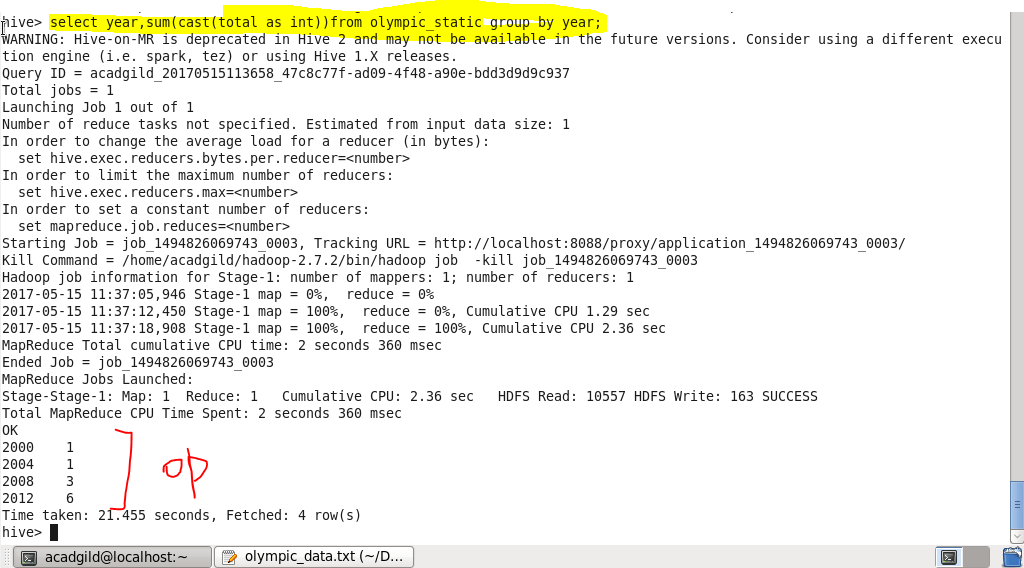 hive> select year,sum(cast(total as int))from olympic_static group by year;
WARNING: Hive-on-MR is deprecated in Hive 2 and may not be available in the future versions. Consider using a different execu
tion engine (i.e. spark, tez) or using Hive 1.X releases.
Query ID = acadgild_20170515113658_47c8c77f-ad09-4f48-a90e-bdd3d9d9c937
Total jobs = 1
Launching Job 1 out of 1
Number of reduce tasks not specified. Estimated from input data size: 1
In order to change the average load for a reducer (in bytes):
  set hive.exec.reducers.bytes.per.reducer=<number>
In order to limit the maximum number of reducers:
  set hive.exec.reducers.max=<number>
In order to set a constant number of reducers:
  set mapreduce.job.reduces=<number>
Starting Job = job_1494826069743_0003, Tracking URL = http://localhost:8088/proxy/application_1494826069743_0003/
Kill Command = /home/acadgild/hadoop-2.7.2/bin/hadoop job  -kill job_1494826069743_0003
Hadoop job information for Stage-1: number of mappers: 1; number of reducers: 1
2017-05-15 11:37:05,946 Stage-1 map = 0%,  reduce = 0%
2017-05-15 11:37:12,450 Stage-1 map = 100%,  reduce = 0%, Cumulative CPU 1.29 sec
2017-05-15 11:37:18,908 Stage-1 map = 100%,  reduce = 100%, Cumulative CPU 2.36 sec
MapReduce Total cumulative CPU time: 2 seconds 360 msec
Ended Job = job_1494826069743_0003
MapReduce Jobs Launched:
Stage-Stage-1: Map: 1  Reduce: 1   Cumulative CPU: 2.36 sec   HDFS Read: 10557 HDFS Write: 163 SUCCESS
Total MapReduce CPU Time Spent: 2 seconds 360 msec
OK
2000    1
2004    1
2008    3
2012    6
op
Time taken: 21.455 seconds, Fetched: 4 row(s)
hive>
acadgild@localhost:~
olympic_data.txt (~/D...